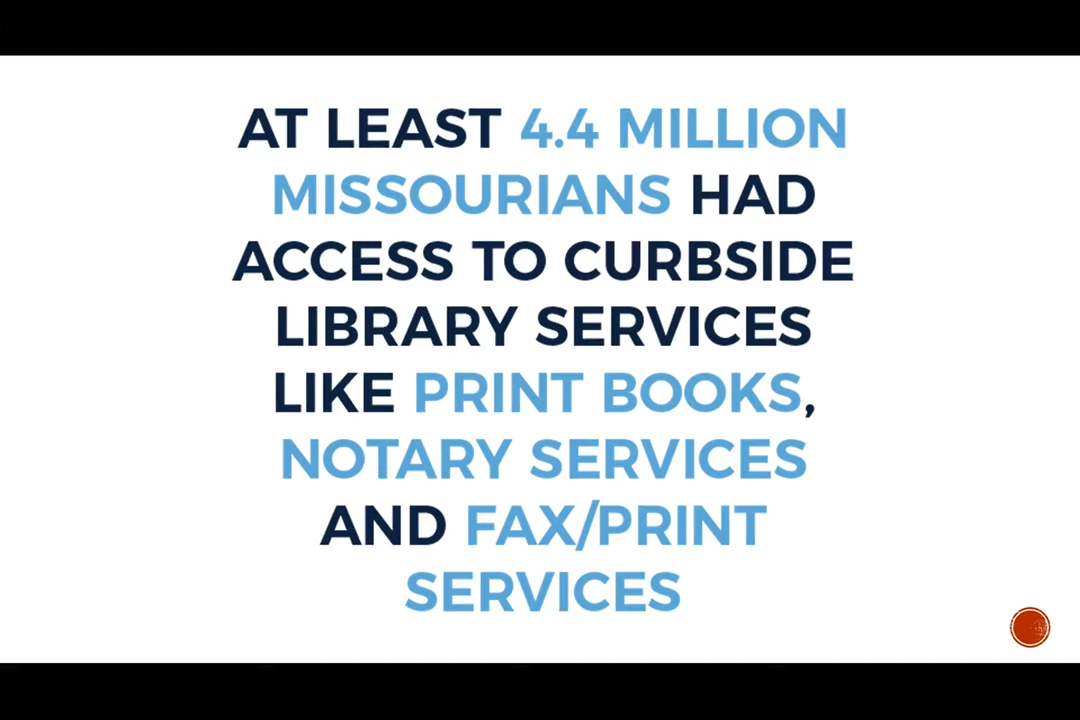 AT LEAST 4.4 MILLION
MISSOURIANS HAD
ACCESS TO CURBSIDE
LIBRARY SERVICES
LIKE PRINT BOOKS,
NOTARY SERVICES
AND FAX/PRINT
SERVICES